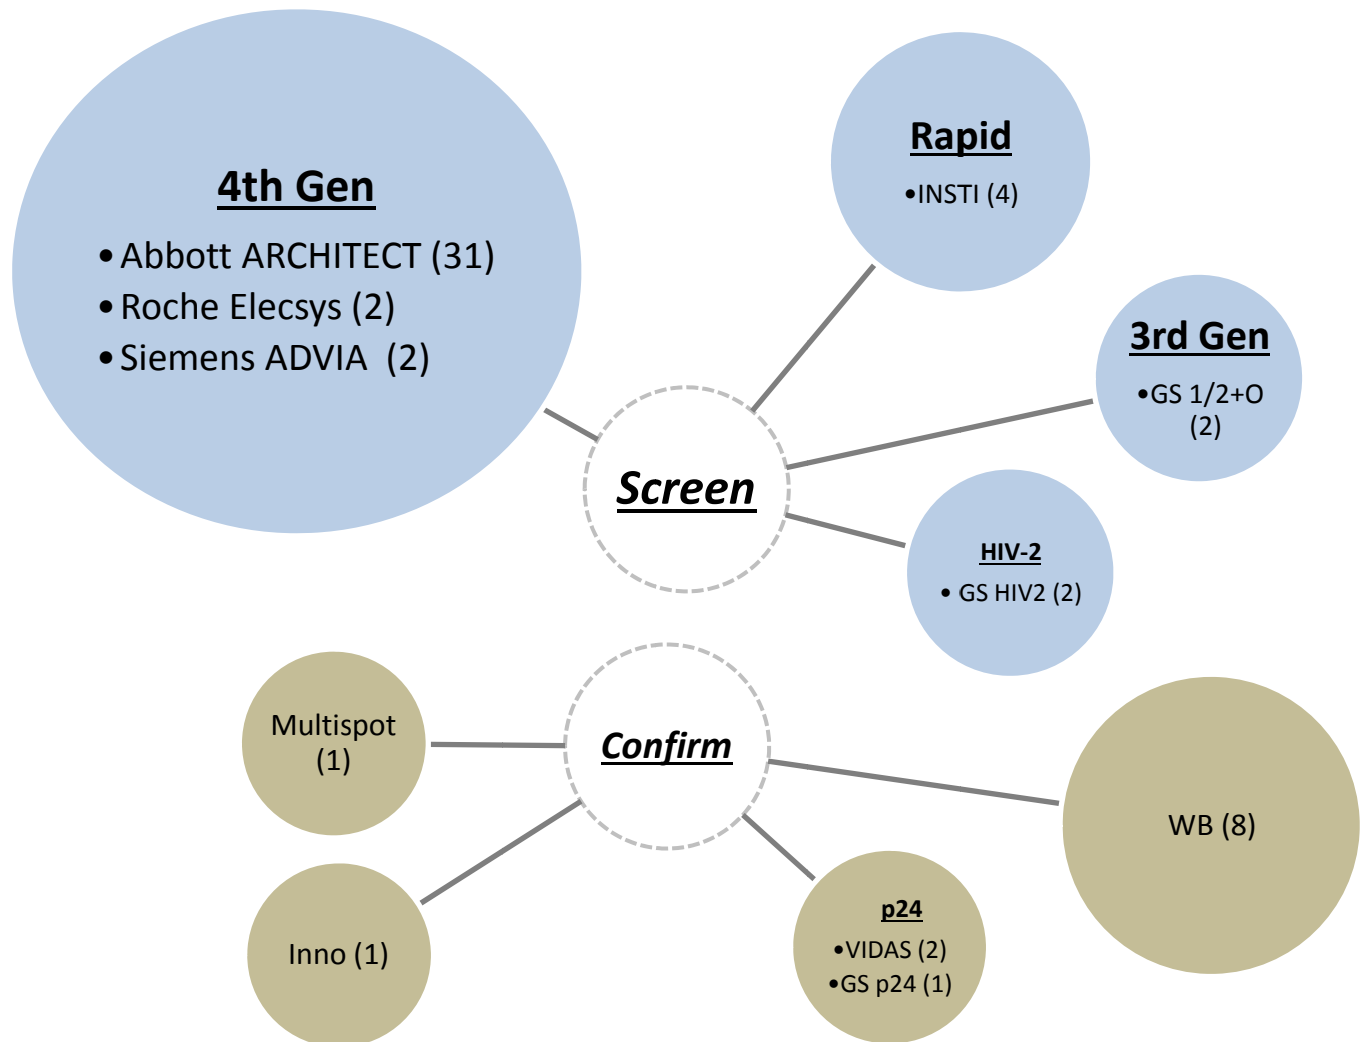 4th Gen
•Abbott ARCHITECT (31)
•Roche Elecsys (2)
•Siemens ADVIA (2)
Rapid
•INSTI (4)
3rd Gen
•GS 1/2+O
(2)
Screen
HIV-2
• GS HIV2 (2)
Multispot
(1)
Confirm
WB (8)
Inno (1)
p24
•VIDAS (2)
•GS p24 (1)